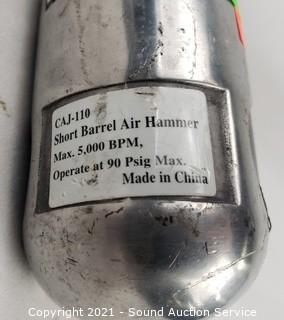 CAJ-110
Short Barrel Air Hammer
Max. 5,000 BPM,
Operate at 90 Psig Max.
Made in China
Copyright 2021 - Sound Auction Service